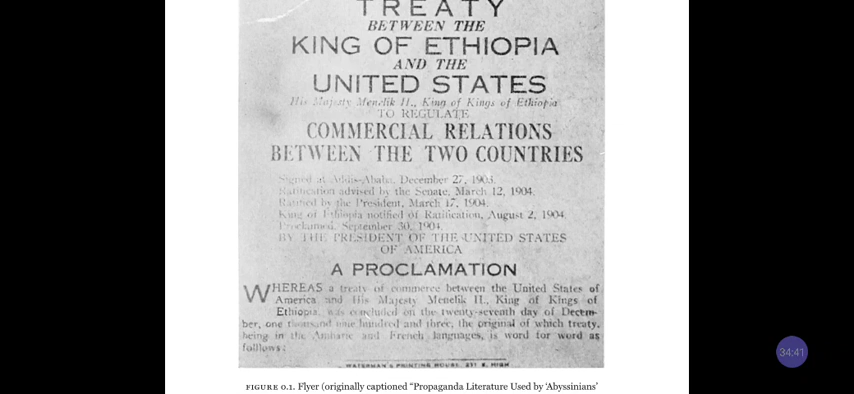 TREATY
BETWEEN THE
KING OF ETHIOPIA
AND THE
UNITED STATES
His Majesty Menelik II., King of Kings of Ethiopia
TO REGULATE
COMMERCIAL RELATIONS
BETWEEN THE TWO COUNTRIES
Signed at Addis-Ababa, December 27, 1903.
Ratification advised by the Senate, March 12, 1904.
Ratified by the President, March 17, 1904.
King of Ethiopia notified of Ratification, August 2, 1904.
Proclaimed, September 30, 1904.
BY THE PRESIDENT OF THE UNITED STATES
OF AMERICA
A PROCLAMATION
WHEREAS a treaty of commerce between the United States of
America and His Majesty Menelik II., King of Kings of
Ethiopia, was concluded on the twenty-seventh day of Decem-
ber, one thousand one hundred and three, the original of which treaty,
being in the Amharic and French languages, is word for word as
folllows:
WATERMAN'S PRINTING HOUSE, 231 E. HIGH
FIGURE 0.1. Flyer (originally captioned “Propaganda Literature Used by ‘Abyssinians’
34:41